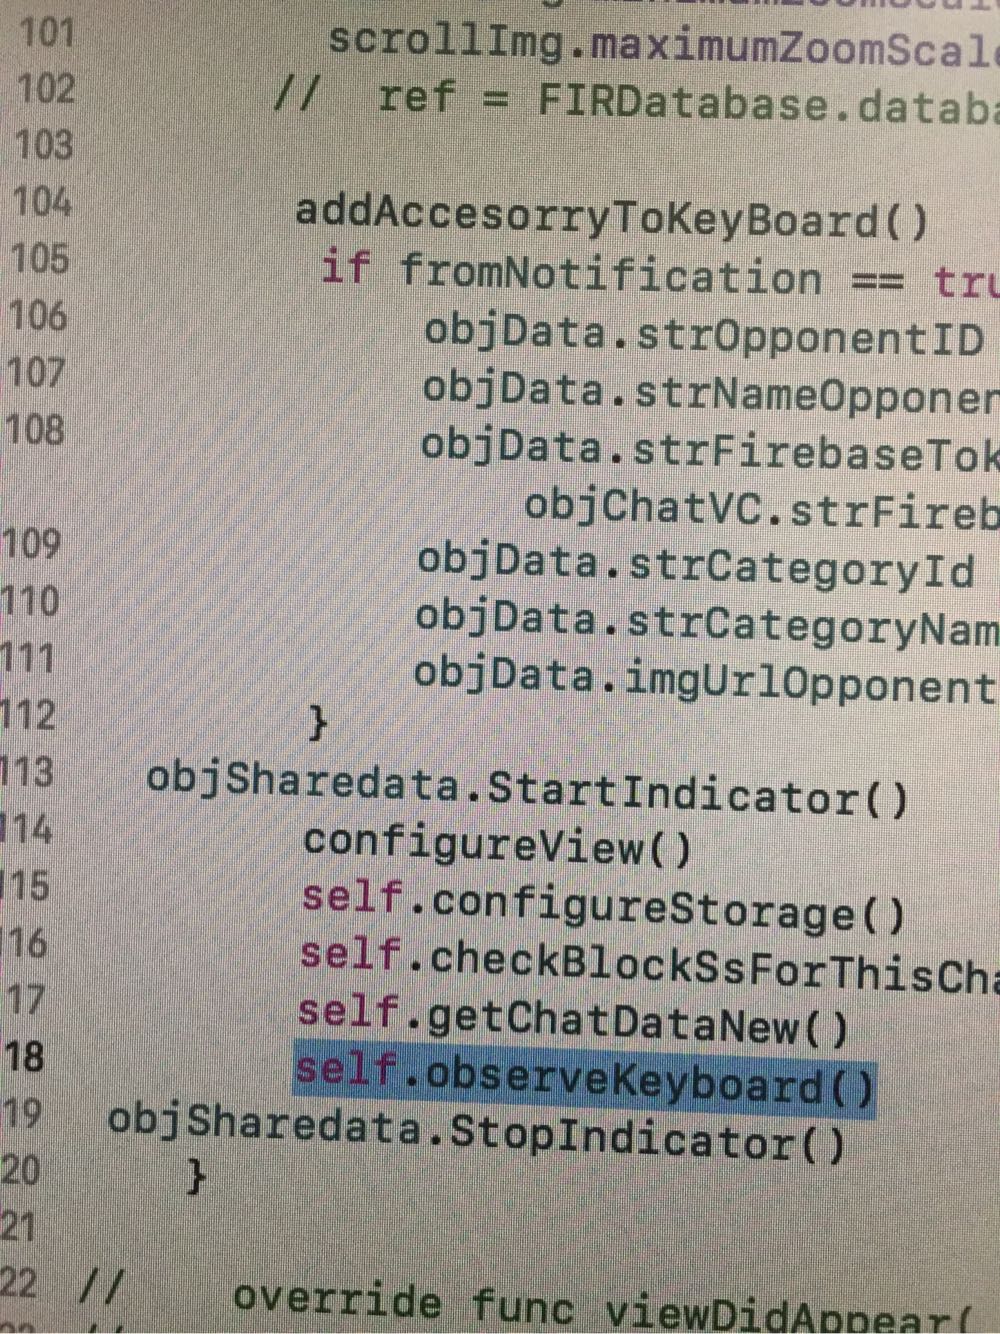 101 scrollImg.maximumZoomScale
102 // ref = FIRDatabase.databa
103
104 addAccesorryToKeyBoard()
105 if fromNotification == tru
106 objData.strOpponentID
107 objData.strNameOpponen
108 objData.strFirebaseTok
objChatVC.strFireb
109 objData.strCategoryId
110 objData.strCategoryNam
111 objData.imgUrlOpponent
112 }
113 objSharedata.StartIndicator()
114 configureView()
115 self.configureStorage()
116 self.checkBlockSsForThisCha
17 self.getChatDataNew()
18 self.observeKeyboard()
19 objSharedata.StopIndicator()
20 }
21
22 // override func viewDidAppear(